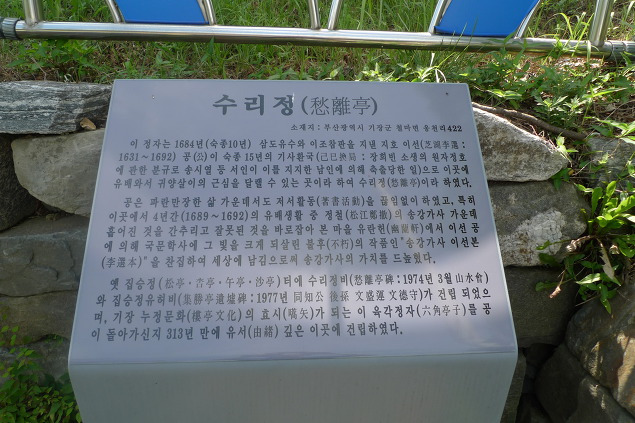 수리정(愁離亭)
소재지 : 부산광역시 기장군 철마면 웅천리422
이 정자는 1684년(숙종10년) 삼도유수와 이조참판을 지낸 지호 이선(芝湖李選 :
1631～1692) 공(公)이 숙종 15년의 기사환국(己巳換局 : 장희빈 소생의 원자정호
에 관한 분규로 송시열 등 서인이 이를 지지한 남인에 의해 축출당한 일)으로 이곳에
유배와서 귀양살이의 근심을 달랠 수 있는 곳이라 하여 수리정(愁離亭)이라 하였다.
공은 파란만장한 삶 가운데서도 저서활동(著書活動)을 끊임없이 하였고, 특히
이곳에서 4년간(1689～1692)의 유배생활 중 정철(松江鄭澈)의 송강가사 가운데
흩어진 것을 간추리고 잘못된 것을 바로잡아 본 마을 유란헌(幽蘭軒)에서 이선 공
에 의해 국문학사에 그 빛을 크게 되살린 불후(不朽)의 작품인 "송강가사 이선본
(李選本)" 을 찬집하여 세상에 남김으로써 송강가사의 가치를 드높혔다.
옛 집승정(松亭·杏亭·午亭·沙亭)터에 수리정비(愁離亭碑 : 1974년 3월 山水會)
와 집승정유허비(集勝亭遺墟碑 : 1977년 同知公 後孫 文盛運 文德守)가 건립 되었으
며, 기장 누정문화(樓亭文化)의 효시(嚆矢)가 되는 이 육각정자(六角亭子)를 공
이 돌아가신지 313년 만에 유서(由緖) 깊은 이곳에 건립하였다.